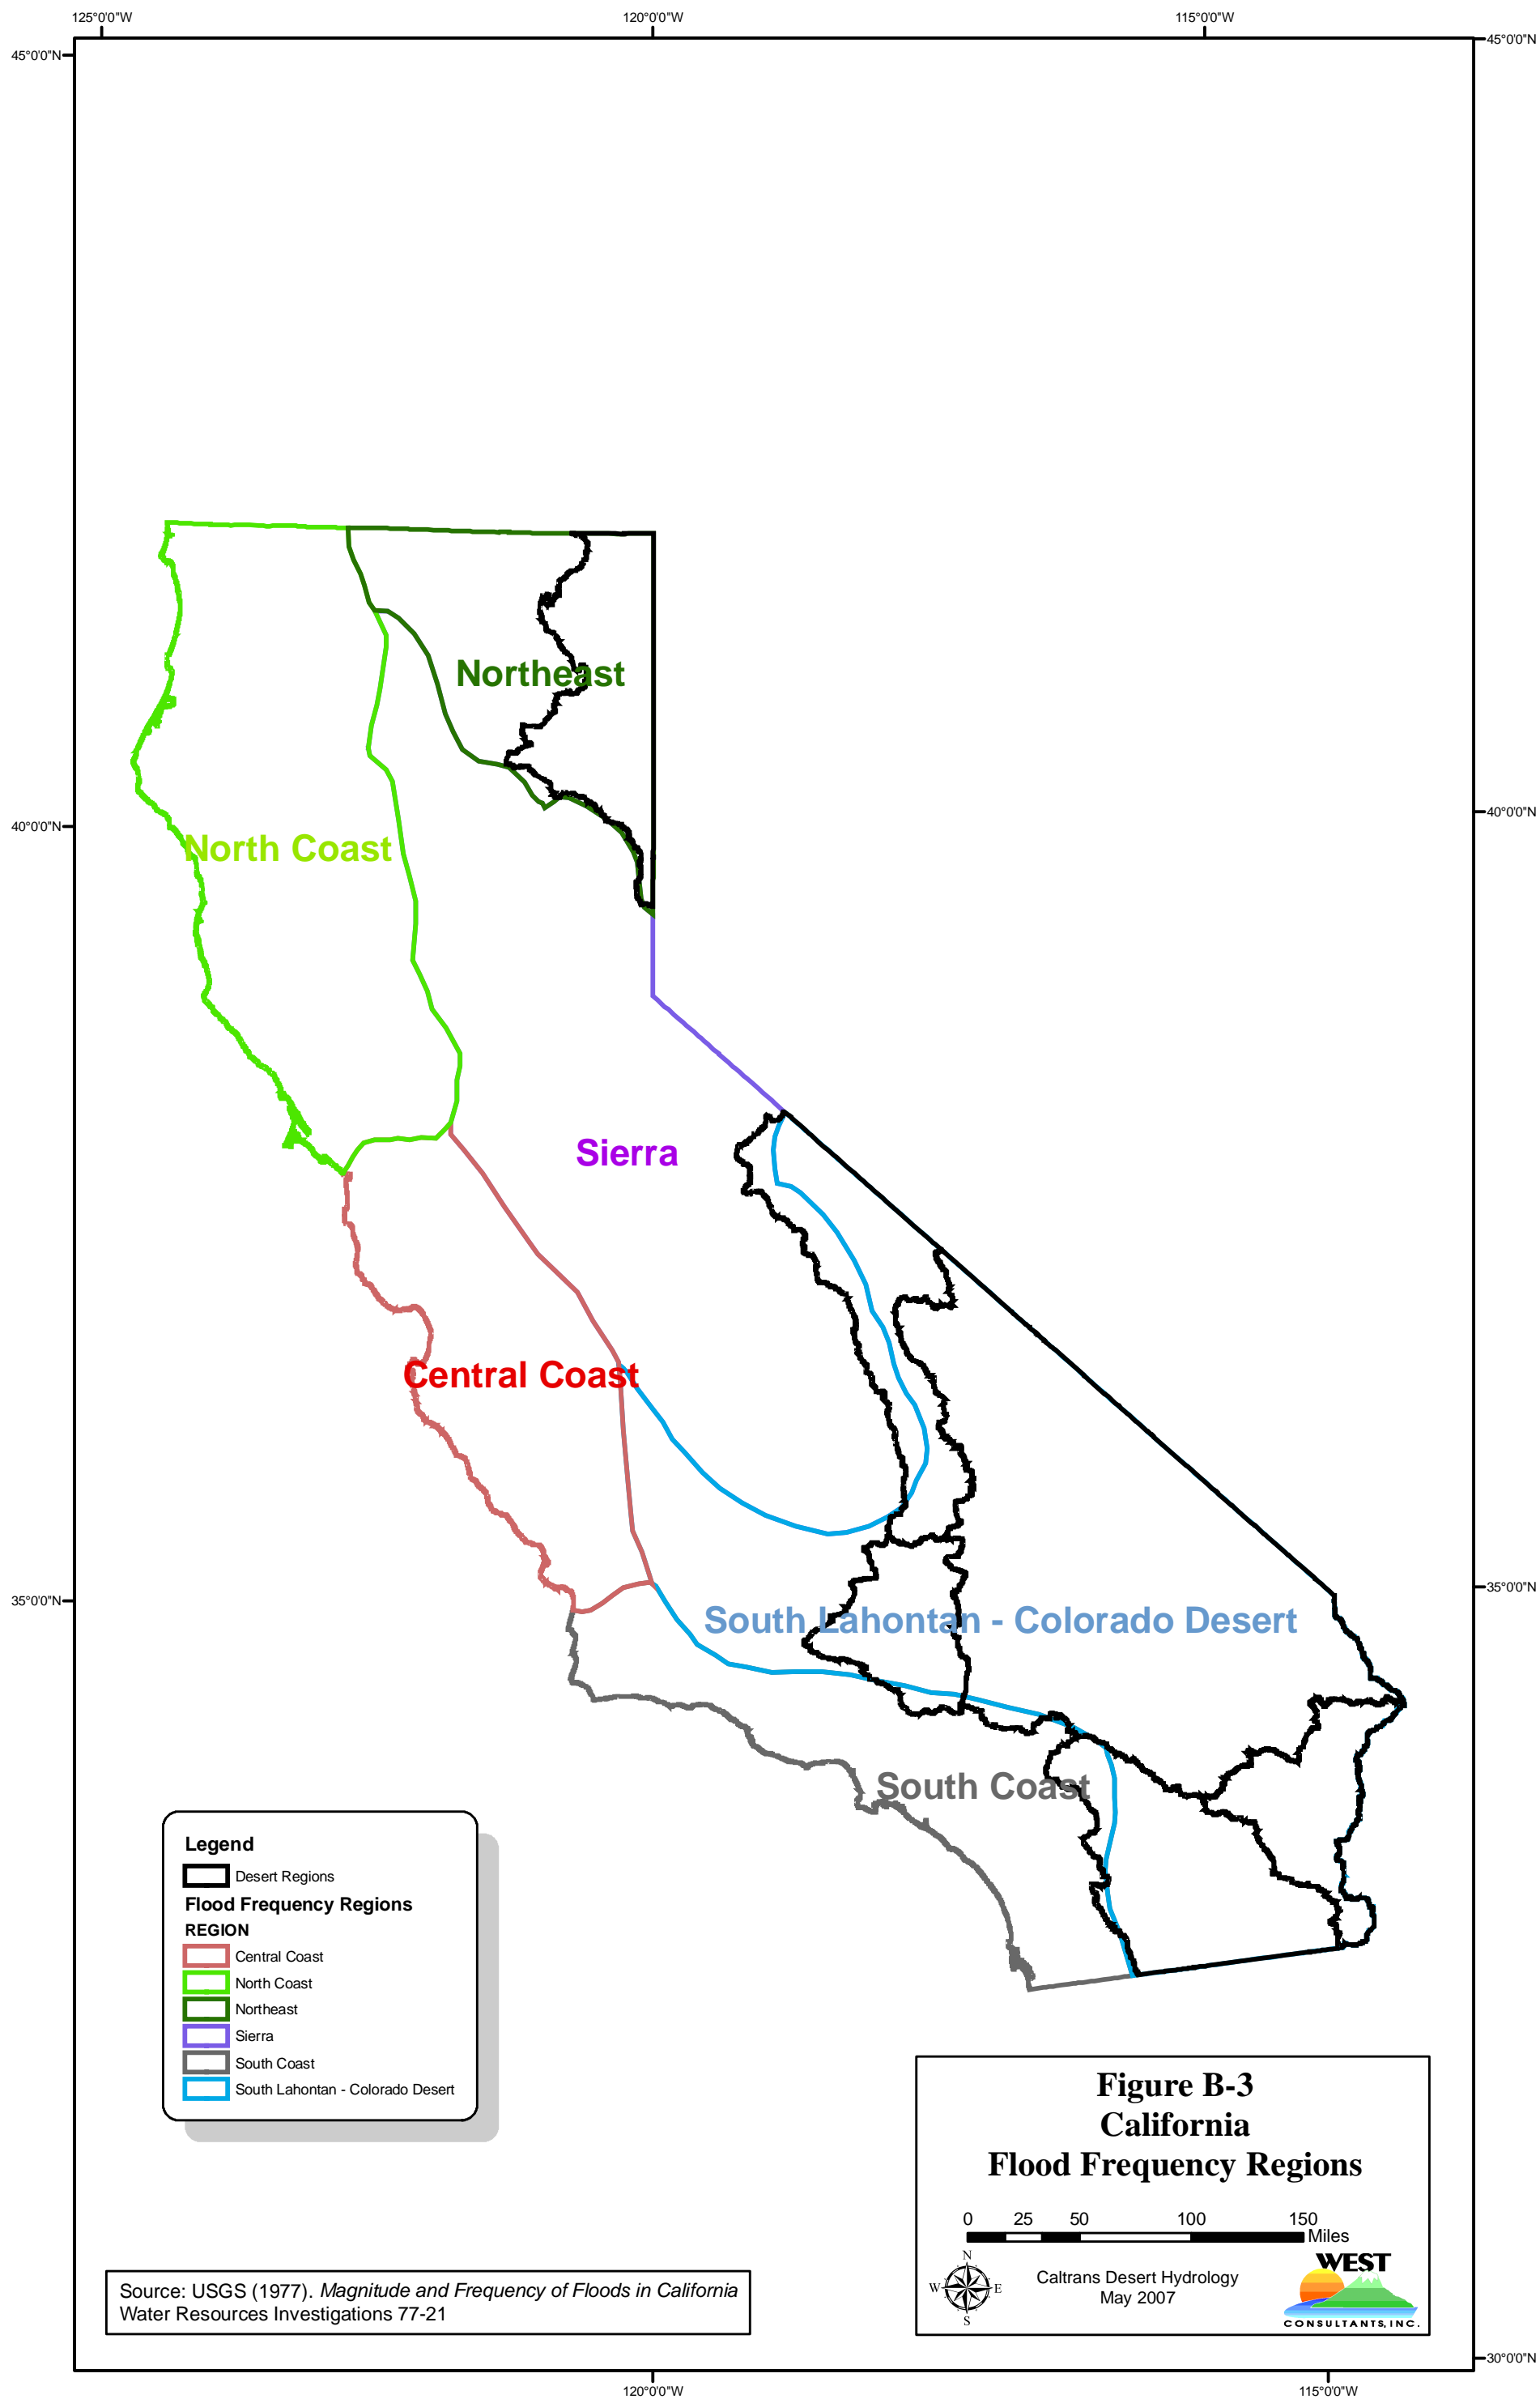 125°0'0"W
120°0'0"W
115°0'0"W
45°0'0"N
45°0'0"N
Northeast
40°0'0"N
40°0'0"N
North Coast
Sierra
Central Coast
35°0'0"N
35°0'0"N
South Lahontan - Colorado Desert
South Coast
Legend
Desert Regions
Flood Frequency Regions
REGION
Central Coast
North Coast
Northeast
Sierra
South Coast
South Lahontan - Colorado Desert
Figure B-3
California
Flood Frequency Regions
0 25 50 100 150
Miles
N
W E
S
Caltrans Desert Hydrology
May 2007
WEST
CONSULTANTS, INC.
Source: USGS (1977). Magnitude and Frequency of Floods in California
Water Resources Investigations 77-21
30°0'0"N
120°0'0"W
115°0'0"W